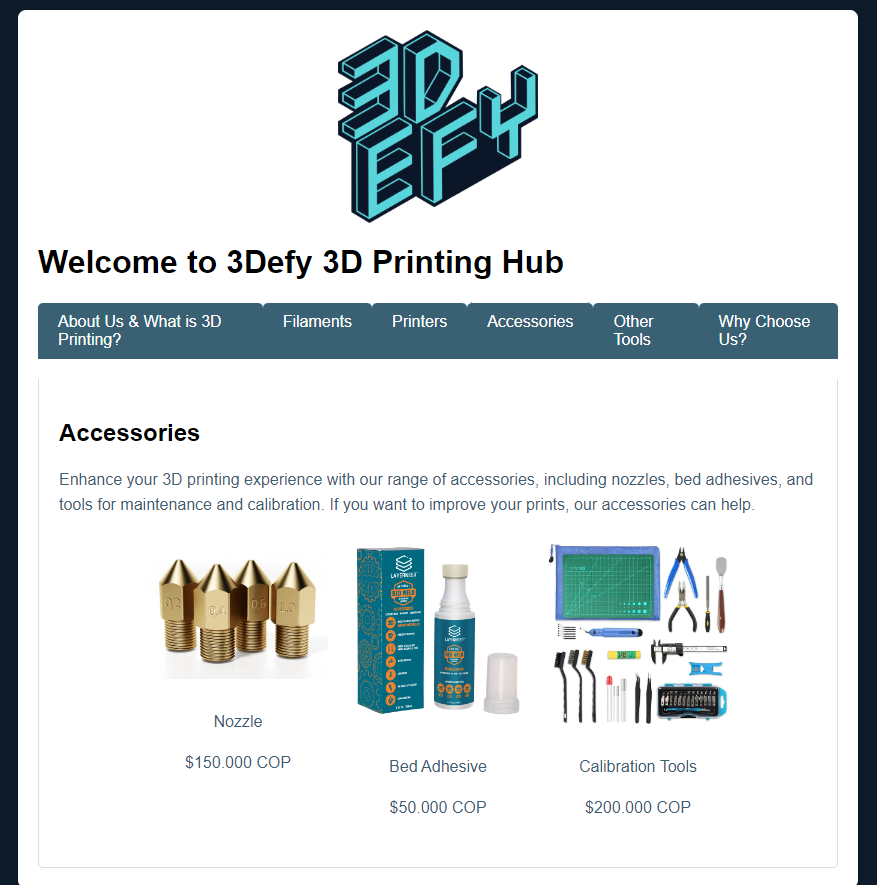 3D
EFY
Welcome to 3Defy 3D Printing Hub
About Us & What is 3D
Printing?
Filaments
Printers
Accessories
Other
Tools
Why Choose
Us?
Accessories
Enhance your 3D printing experience with our range of accessories, including nozzles, bed adhesives, and
tools for maintenance and calibration. If you want to improve your prints, our accessories can help.
0.2
0.4
0.6
1.0
LAYERNEER
BED WELD
LAYERNEER
BED WELD
Nozzle
$150.000 COP
Bed Adhesive
$50.000 COP
Calibration Tools
$200.000 COP